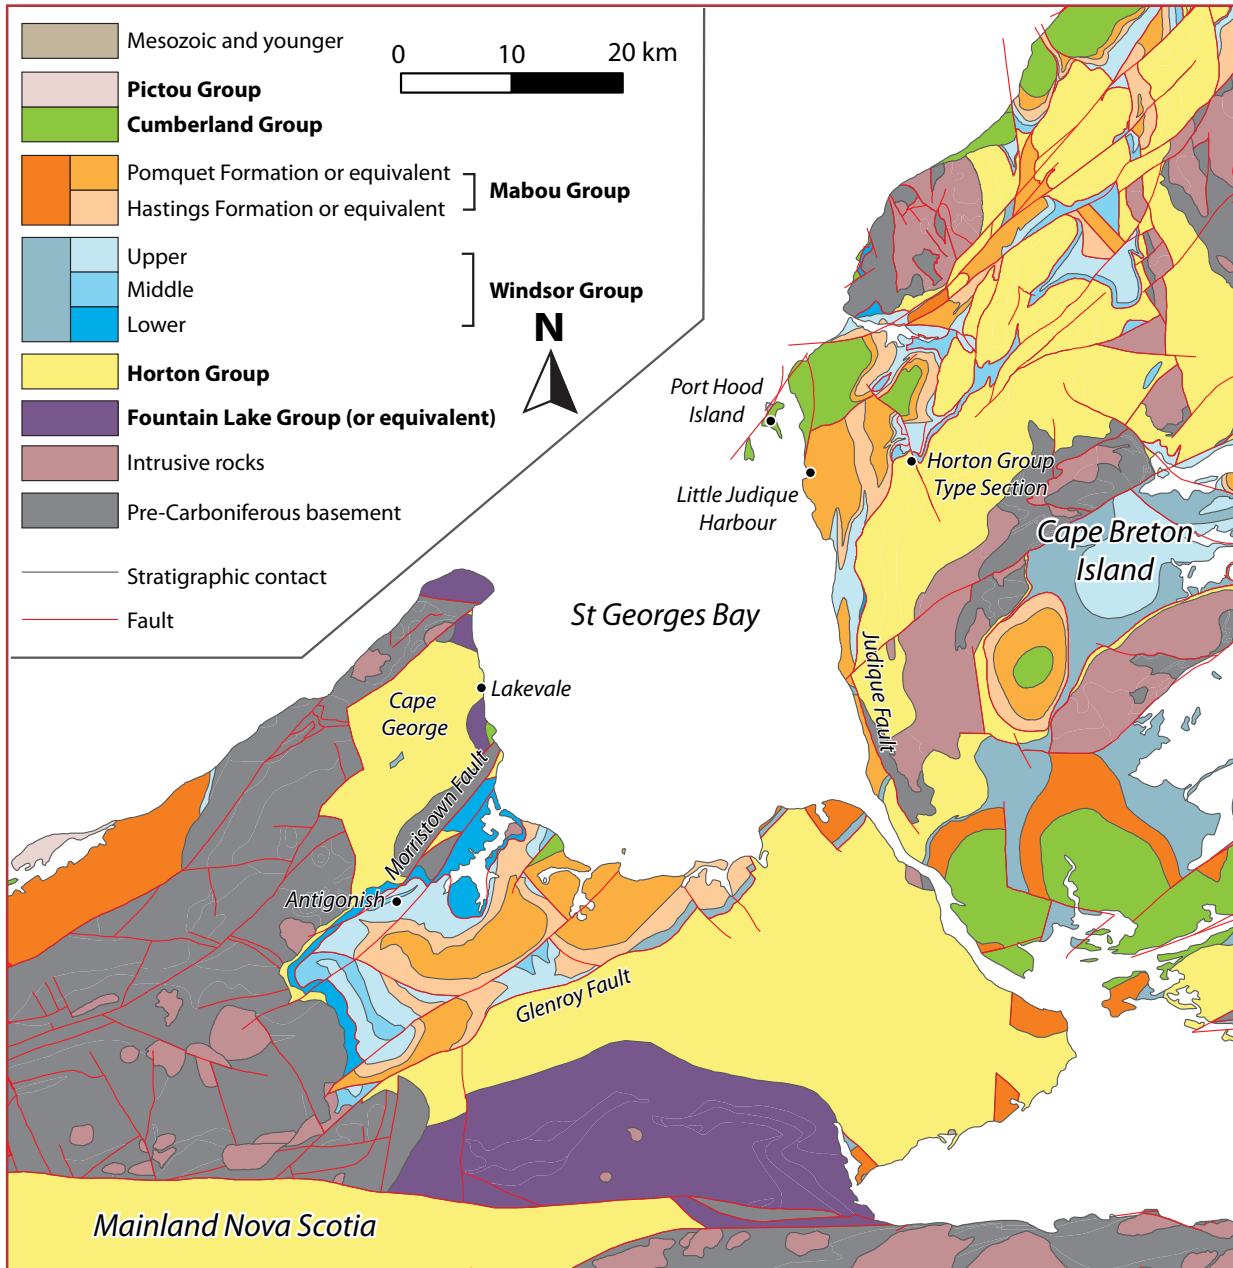 Mesozoic and younger
Pictou Group
Cumberland Group
Pomquet Formation or equivalent
Hastings Formation or equivalent
Mabou Group
Upper
Middle
Lower
Windsor Group
Horton Group
Fountain Lake Group (or equivalent)
Intrusive rocks
Pre-Carboniferous basement
Stratigraphic contact
Fault
0 10 20 km
N
Port Hood
Island
Little Judique
Harbour
Horton Group
Type Section
Cape Breton
Island
St Georges Bay
Judique Fault
Lakevale
Cape
George
Morristown Fault
Antigonish
Glenroy Fault
Mainland Nova Scotia